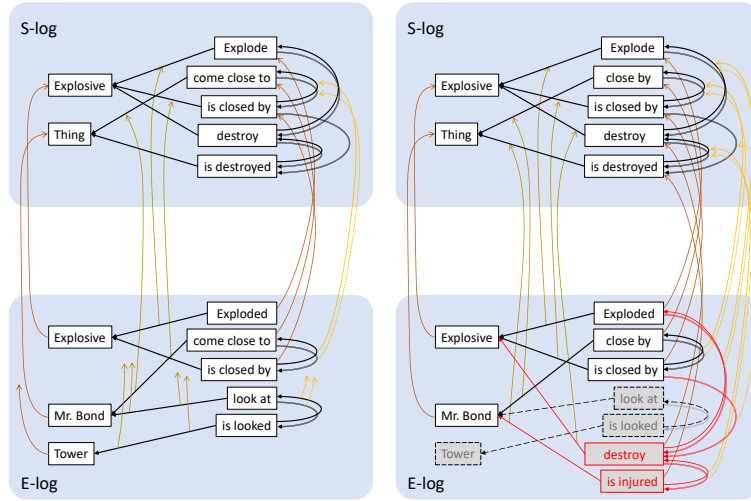 S-log
Explode
come close to
Explosive
is closed by
Thing
destroy
is destroyed
Exploded
Explosive
come close to
is closed by
look at
Mr. Bond
is looked
Tower
E-log
S-log
Explode
close by
Explosive
is closed by
Thing
destroy
is destroyed
Exploded
Explosive
close by
is closed by
look at
Mr. Bond
is looked
Tower
destroy
is injured
E-log